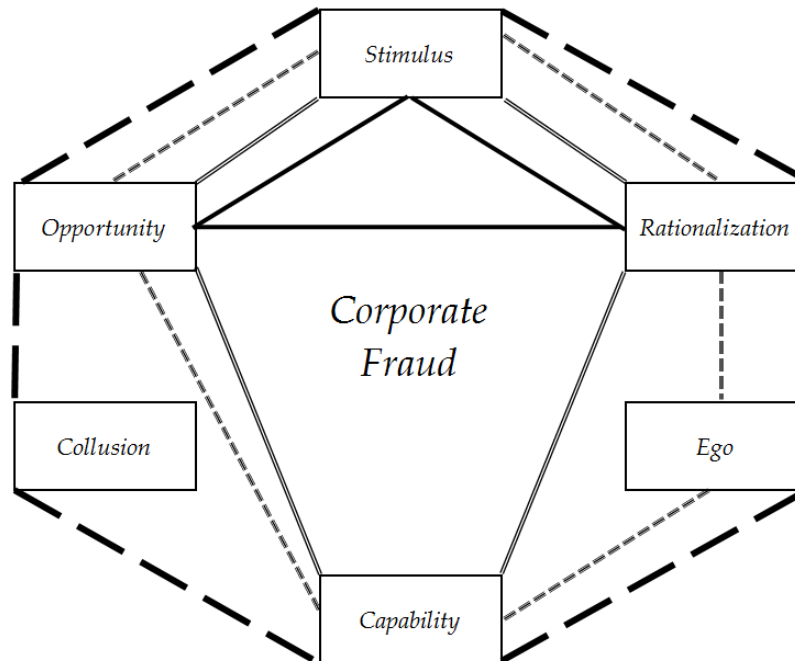 Stimulus
Opportunity
Rationalization
Corporate
Fraud
Collusion
Ego
Capability